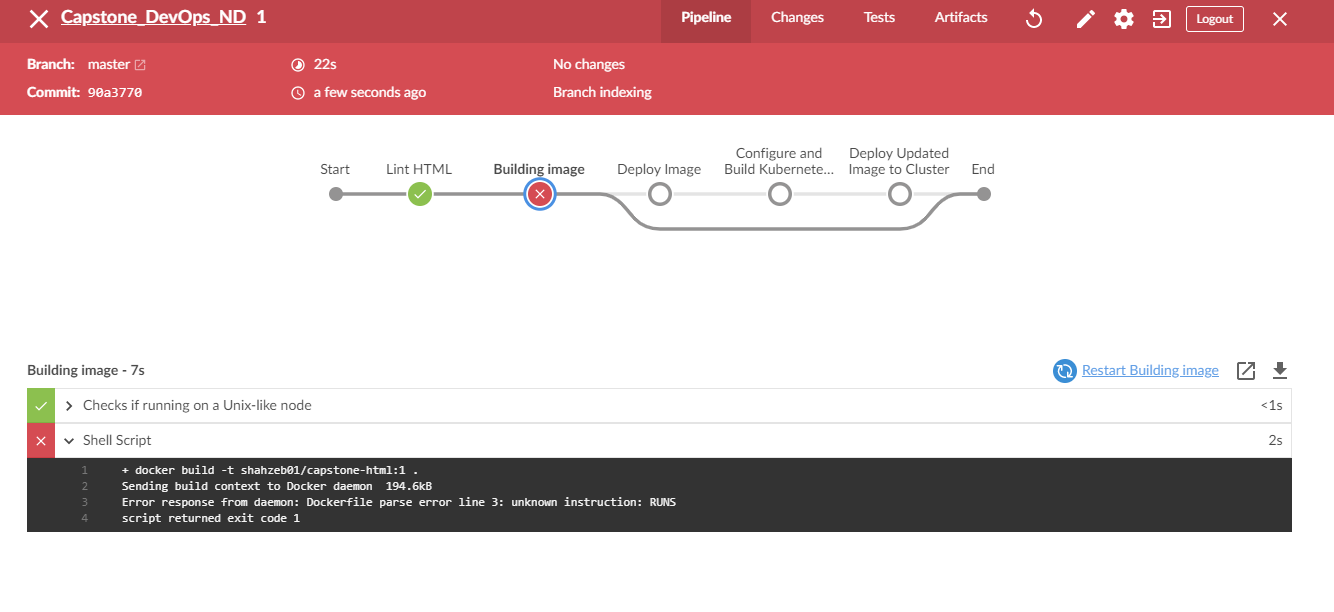 Capstone_DevOps_ND 1 Pipeline Changes Tests Artifacts Logout
Branch: master 22s No changes
Commit: 90a3770 a few seconds ago Branch indexing
Start Lint HTML Building image Deploy Image Configure and Build Kubernete... Deploy Updated Image to Cluster End
Building image - 7s Restart Building image
Checks if running on a Unix-like node <1s
Shell Script 2s
1 + docker build -t shahzeb01/capstone-html:1 .
2 Sending build context to Docker daemon 194.6kB
3 Error response from daemon: Dockerfile parse error line 3: unknown instruction: RUNS
4 script returned exit code 1